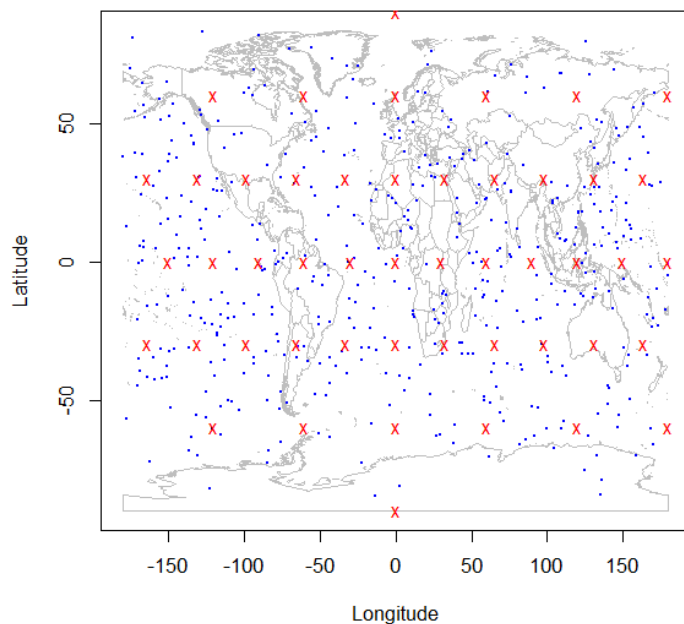 50
0
-50
Latitude
-150
-100
-50
0
50
100
150
Longitude
X
X X X X X X
X X X X X X X X X X X
X X X X X X X X X X X X
X X X X X X X X X X X
X X X X X X
X